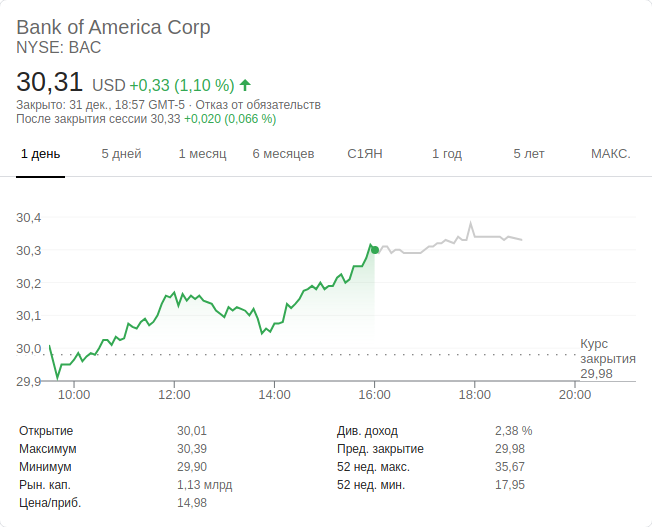 Bank of America Corp
NYSE: BAC
30,31 USD +0,33 (1,10 %)
Закрыто: 31 дек., 18:57 GMT-5 · Отказ от обязательств
После закрытия сессии 30,33 +0,020 (0,066 %)
1 день 5 дней 1 месяц 6 месяцев С1ЯН 1 год 5 лет МАКС.
30,4
30,3
30,2
30,1
30,0
29,9
Курс
закрытия
29,98
10:00 12:00 14:00 16:00 18:00 20:00
Открытие 30,01 Див. доход 2,38 %
Максимум 30,39 Пред. закрытие 29,98
Минимум 29,90 52 нед. макс. 35,67
Рын. кап. 1,13 млрд 52 нед. мин. 17,95
Цена/приб. 14,98